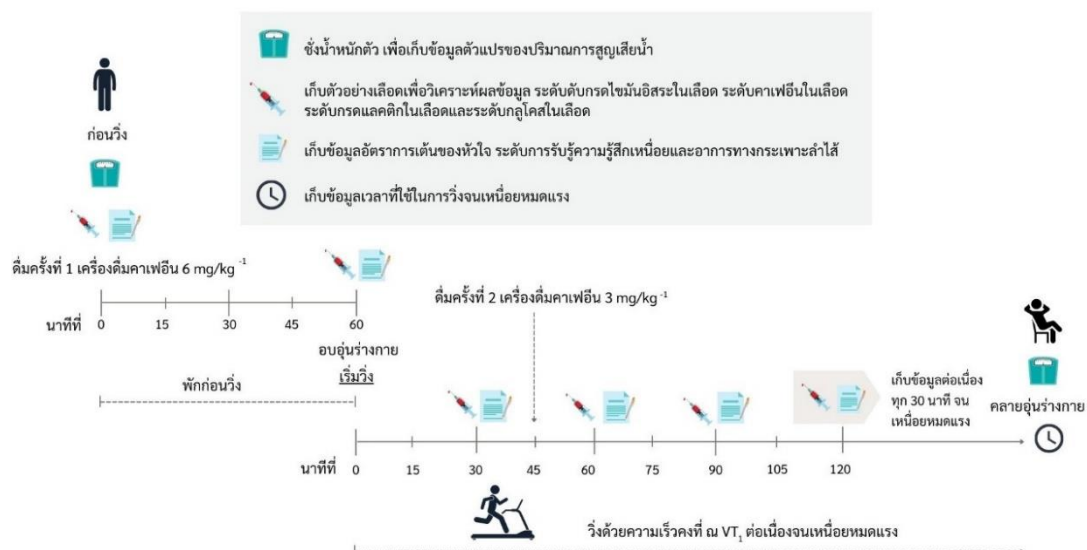 ชั่งน้ำหนักตัว เพื่อเก็บข้อมูลตัวแปรของปริมาณการสูญเสียน้ำ
เก็บตัวอย่างเลือดเพื่อวิเคราะห์ผลข้อมูล ระดับดับกรดไขมันอิสระในเลือด ระดับคาเฟอีนในเลือด
ระดับกรดแลคติกในเลือดและระดับกลูโคสในเลือด
เก็บข้อมูลอัตราการเต้นของหัวใจ ระดับการรับรู้ความรู้สึกเหนื่อยและอาการทางกระเพาะลำไส้
เก็บข้อมูลเวลาที่ใช้ในการวิ่งจนเหนื่อยหมดแรง
ก่อนวิ่ง
ดื่มครั้งที่ 1 เครื่องดื่มคาเฟอีน 6 mg/kg ⁻¹
นาทีที่ 0 15 30 45 60
อบอุ่นร่างกาย
เริ่มวิ่ง
พักก่อนวิ่ง
ดื่มครั้งที่ 2 เครื่องดื่มคาเฟอีน 3 mg/kg ⁻¹
เก็บข้อมูลต่อเนื่อง
ทุก 30 นาที จน
เหนื่อยหมดแรง
คลายอุ่นร่างกาย
นาทีที่ 0 15 30 45 60 75 90 105 120
วิ่งด้วยความเร็วคงที่ ณ VT₁ ต่อเนื่องจนเหนื่อยหมดแรง